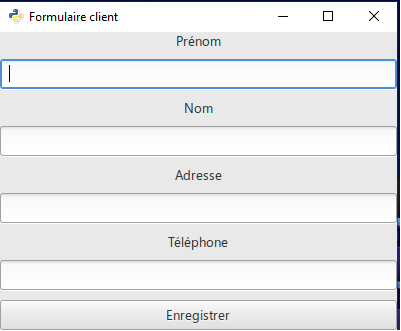 Formulaire client
Prénom
Nom
Adresse
Téléphone
Enregistrer